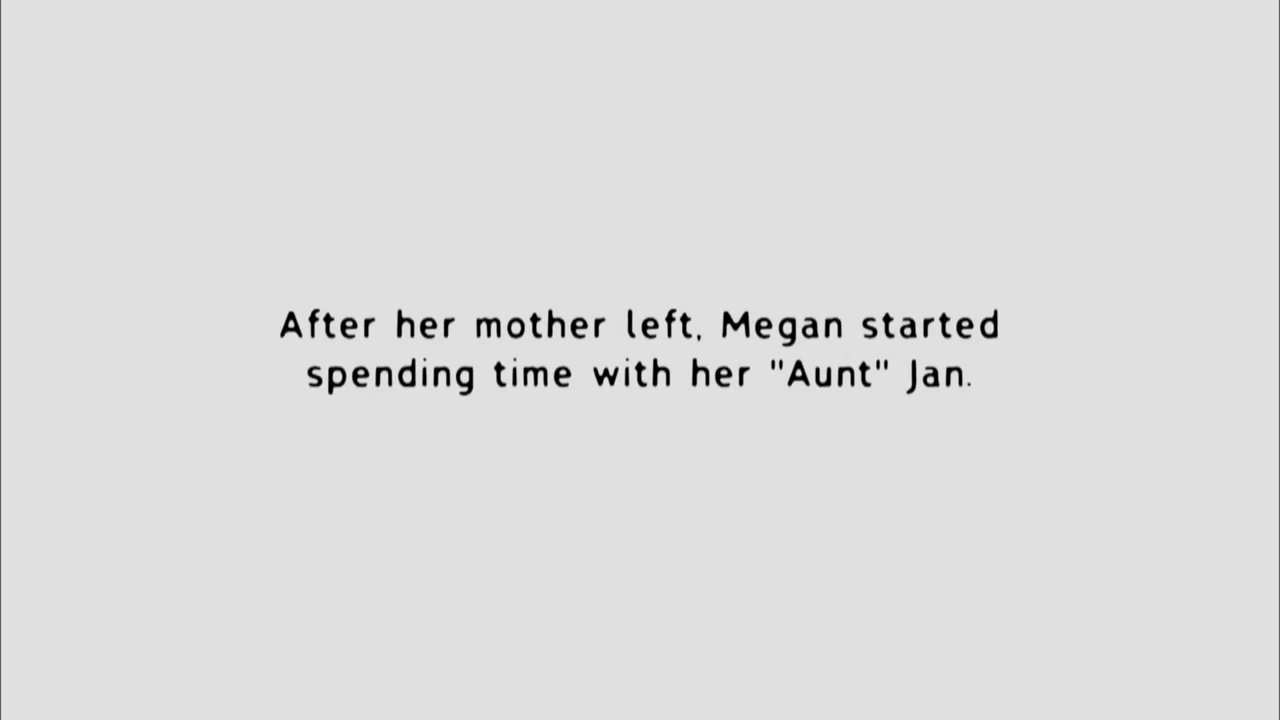 After her mother left, Megan started
spending time with her "Aunt" Jan.